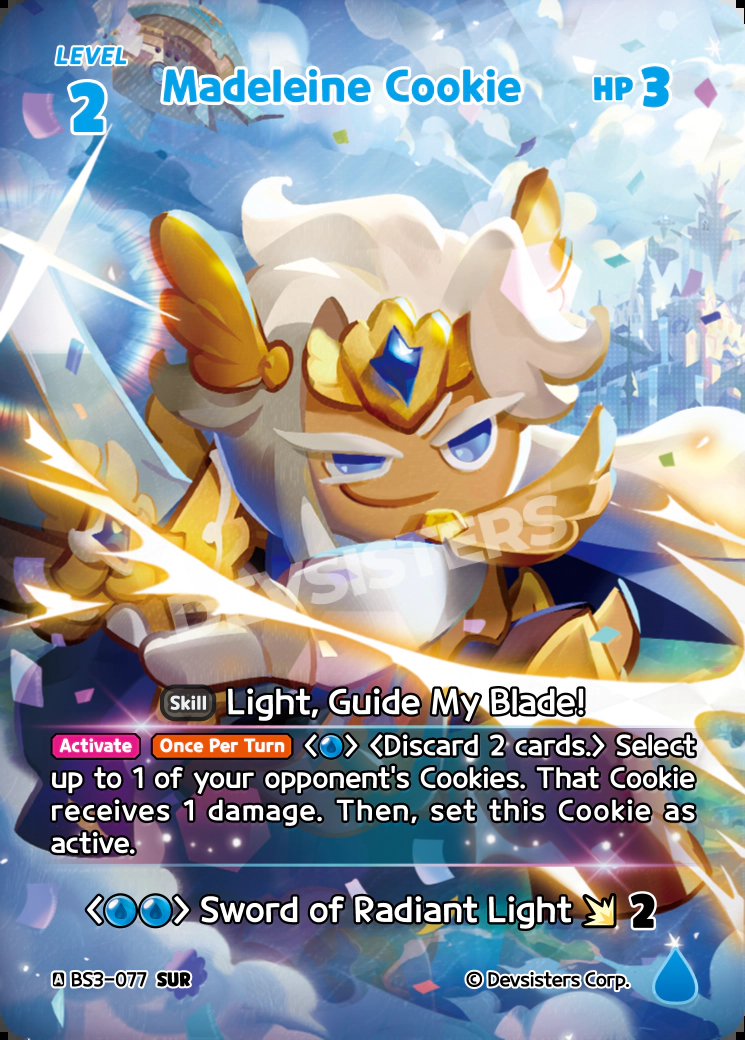 LEVEL
2
Madeleine Cookie
HP 3
DEVSISTERS
Skill Light, Guide My Blade!
Activate Once Per Turn < > <Discard 2 cards.> Select
up to 1 of your opponent's Cookies. That Cookie
receives 1 damage. Then, set this Cookie as
active.
< > Sword of Radiant Light 2
A BS3-077 SUR
© Devsisters Corp.